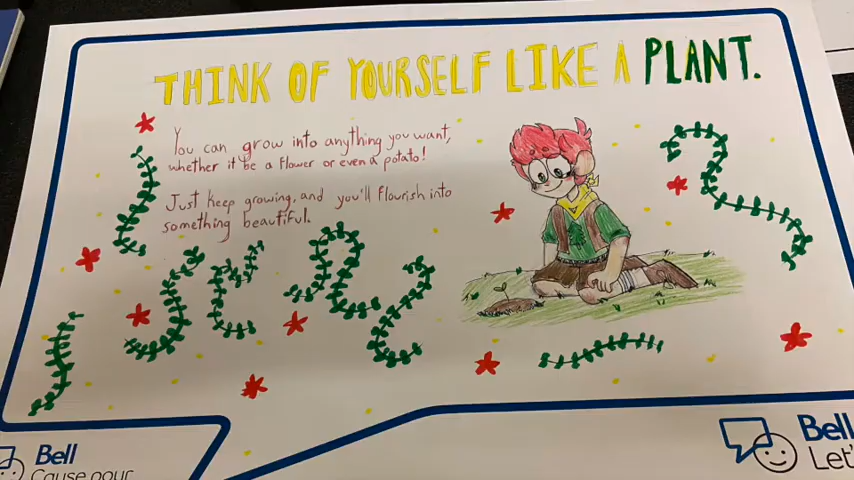 THINK OF YOURSELF LIKE A PLANT.
You can grow into anything you want,
whether it be a flower or even a potato!
Just keep growing, and you'll flourish into
something beautiful.
Bell
Cause pour
Bell
Let's